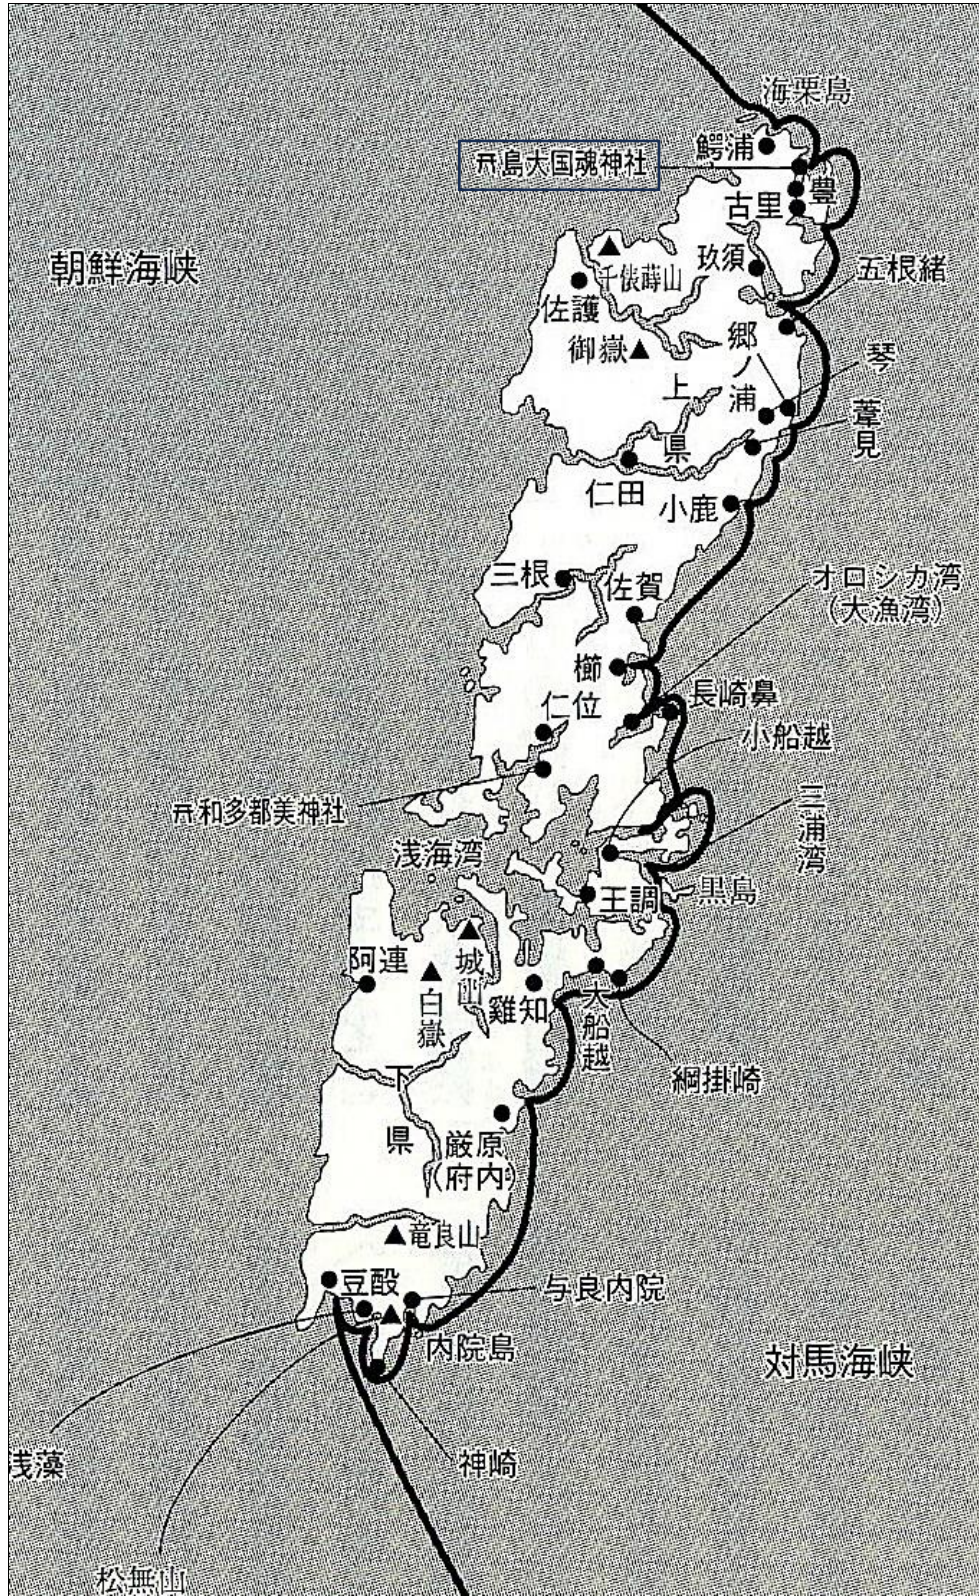 海栗島
鰐浦
島大国魂神社
豊
古里
朝鮮海峡
玖須
五根緒
千俵蒔山
佐護
御嶽
郷ノ浦
琴
上県
葦見
仁田
小鹿
三根
佐賀
オロシカ湾
(大漁湾)
櫛
仁位
長崎鼻
小船越
和多都美神社
三浦湾
浅海湾
王調
黒島
阿連
城山
白嶽
雞知
大船越
綱掛崎
下県
厳原
(府内)
竜良山
豆酘
与良内院
内院島
対馬海峡
浅藻
神崎
松無山